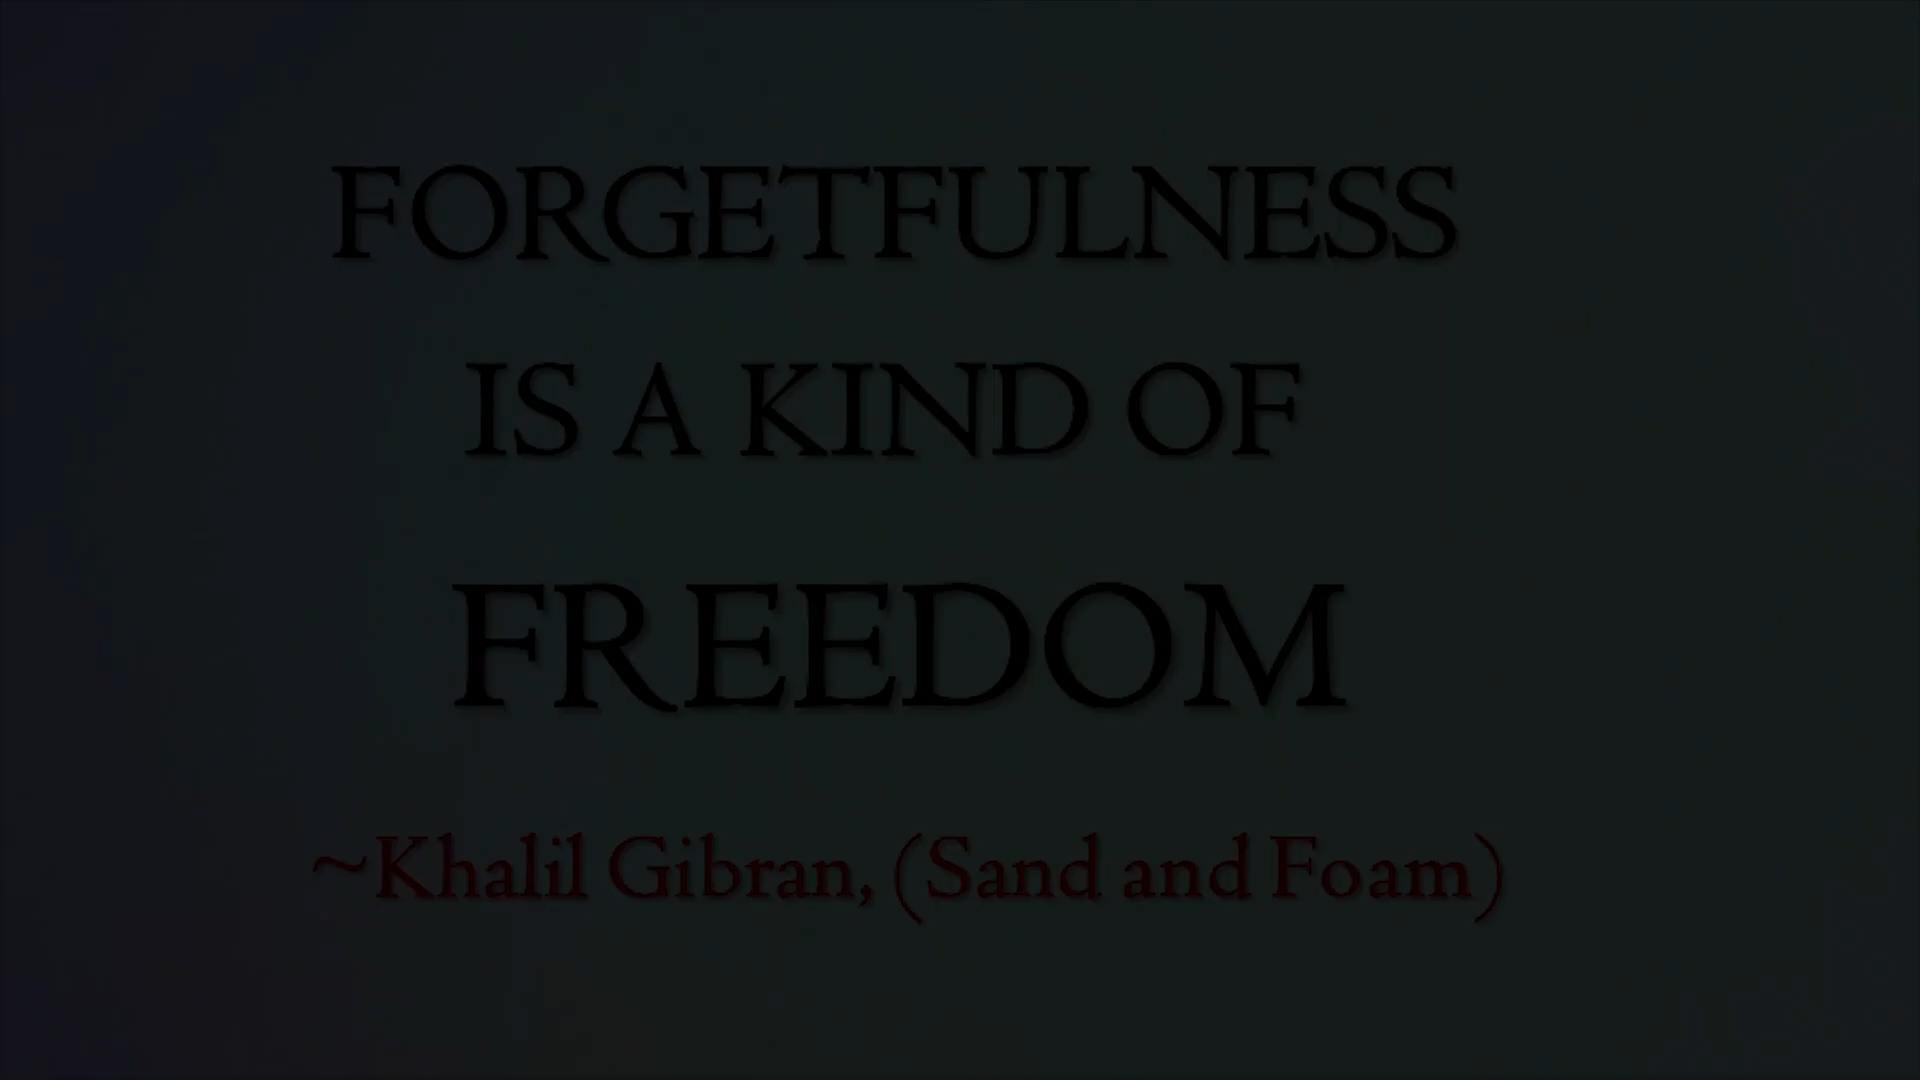 FORGETFULNESS
IS A KIND OF
FREEDOM
~Khalil Gibran, (Sand and Foam)